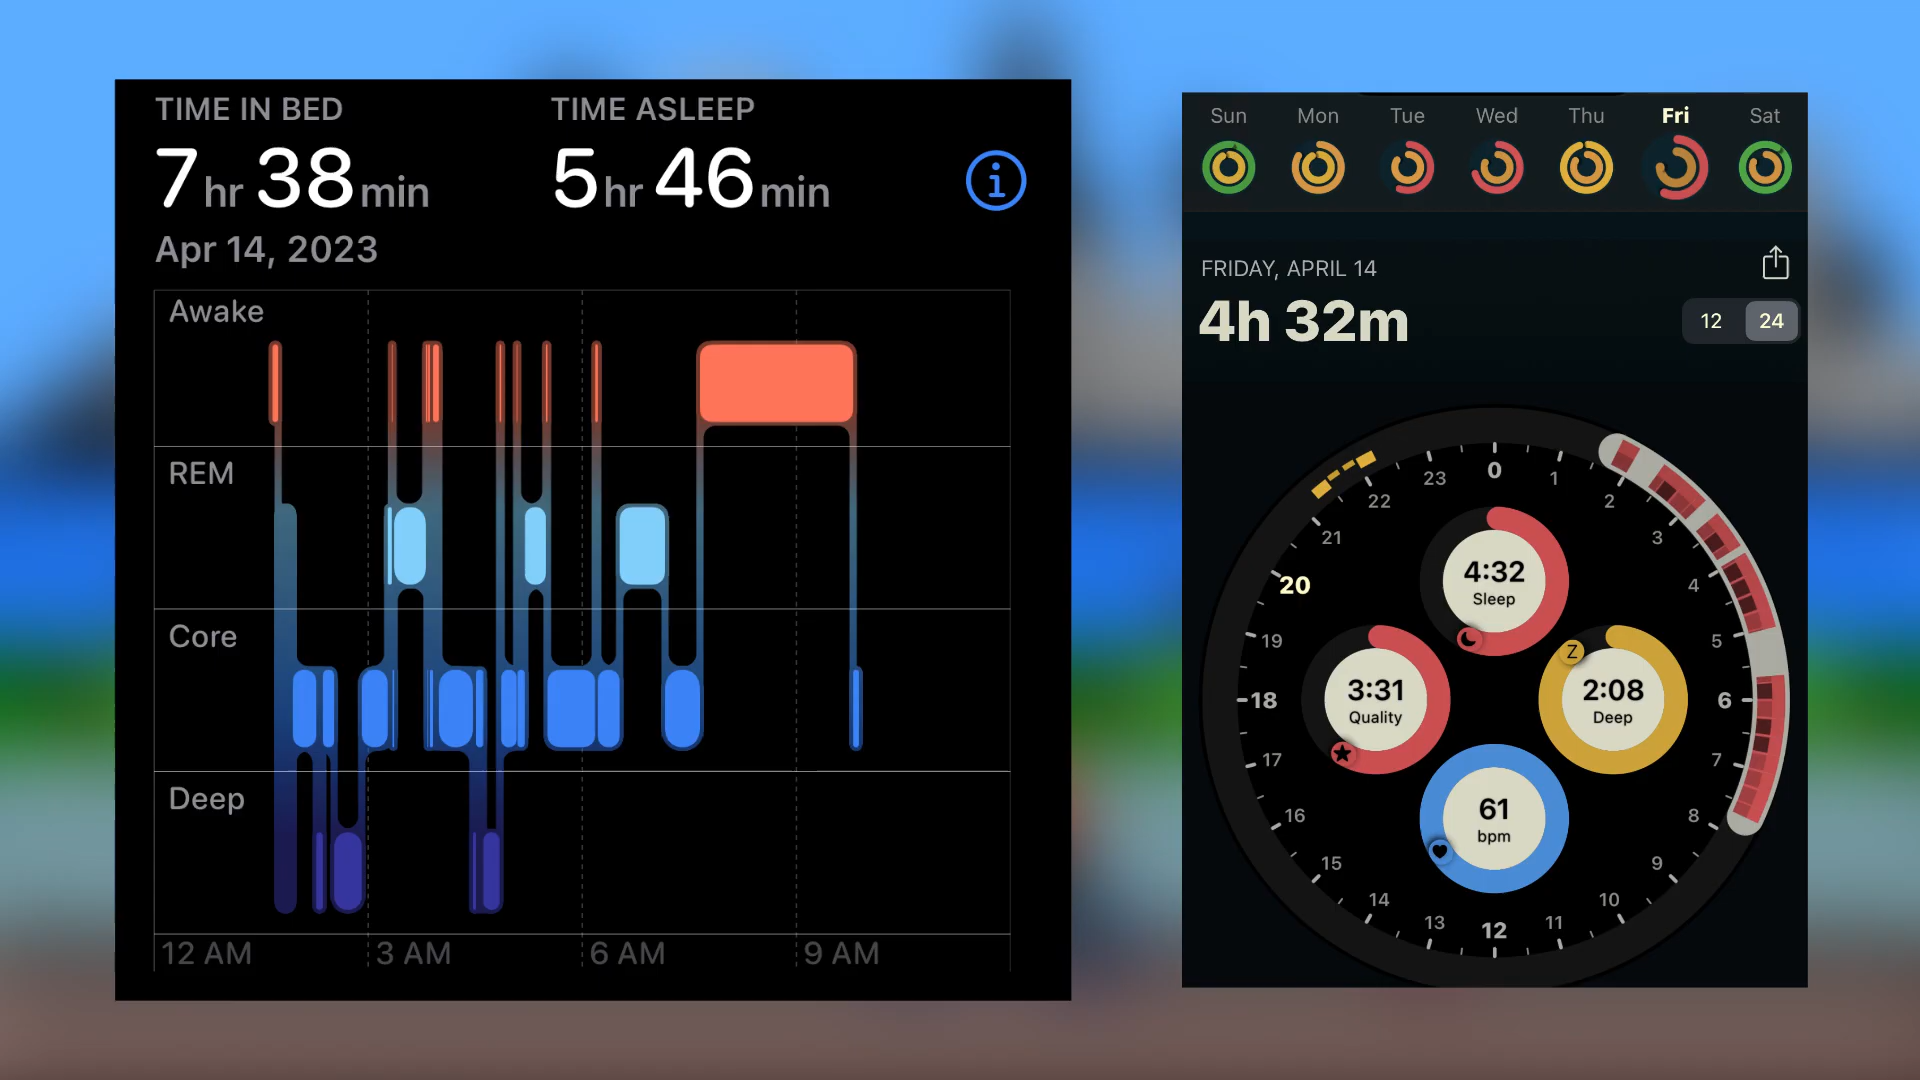 TIME IN BED
7 hr 38 min
Apr 14, 2023
TIME ASLEEP
5 hr 46 min
i
Awake
REM
Core
Deep
12 AM
3 AM
6 AM
9 AM
Sun Mon Tue Wed Thu Fri Sat
FRIDAY, APRIL 14
4h 32m
12 24
0
1
2
3
4
5
6
7
8
9
10
11
12
13
14
15
16
17
18
19
20
21
22
23
4:32
Sleep
3:31
Quality
Z
2:08
Deep
61
bpm